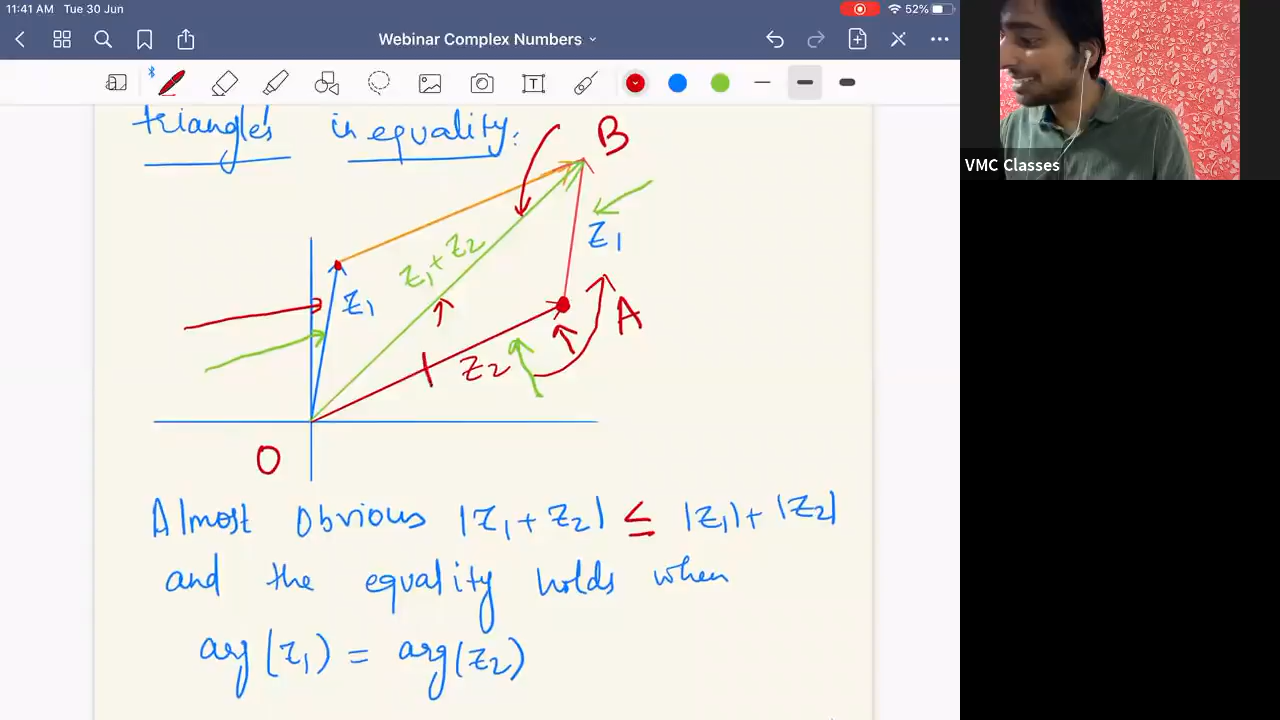 11:41 AM Tue 30 Jun
52%
Webinar Complex Numbers
T
VMC Classes
triangle's inequality:
B
z1+z2
z1
z1
A
z2
O
Almost obvious |z1+z2| ≤ |z1|+|z2|
and the equality holds when
arg(z1) = arg(z2)